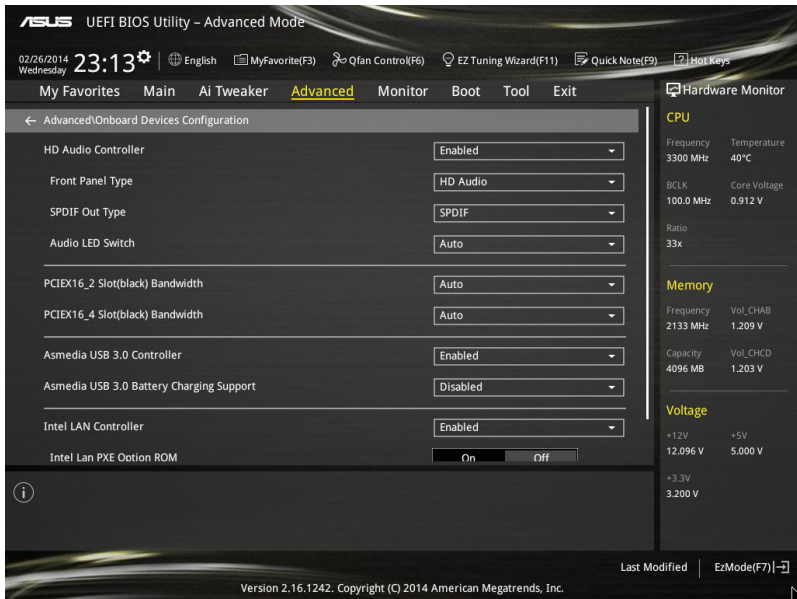 ASUS UEFI BIOS Utility – Advanced Mode
02/26/2014
Wednesday
23:13
English
MyFavorite(F3)
Qfan Control(F6)
EZ Tuning Wizard(F11)
Quick Note(F9)
? Hot Keys
My Favorites
Main
Ai Tweaker
Advanced
Monitor
Boot
Tool
Exit
← Advanced\Onboard Devices Configuration
HD Audio Controller Enabled
Front Panel Type HD Audio
SPDIF Out Type SPDIF
Audio LED Switch Auto
PCIEX16_2 Slot(black) Bandwidth Auto
PCIEX16_4 Slot(black) Bandwidth Auto
Asmedia USB 3.0 Controller Enabled
Asmedia USB 3.0 Battery Charging Support Disabled
Intel LAN Controller Enabled
Intel Lan PXE Option ROM On Off
Hardware Monitor
CPU
Frequency Temperature
3300 MHz 40°C
BCLK Core Voltage
100.0 MHz 0.912 V
Ratio
33x
Memory
Frequency Vol_CHAB
2133 MHz 1.209 V
Capacity Vol_CHCD
4096 MB 1.203 V
Voltage
+12V +5V
12.096 V 5.000 V
+3.3V
3.200 V
i
Last Modified
EzMode(F7)
Version 2.16.1242. Copyright (C) 2014 American Megatrends, Inc.